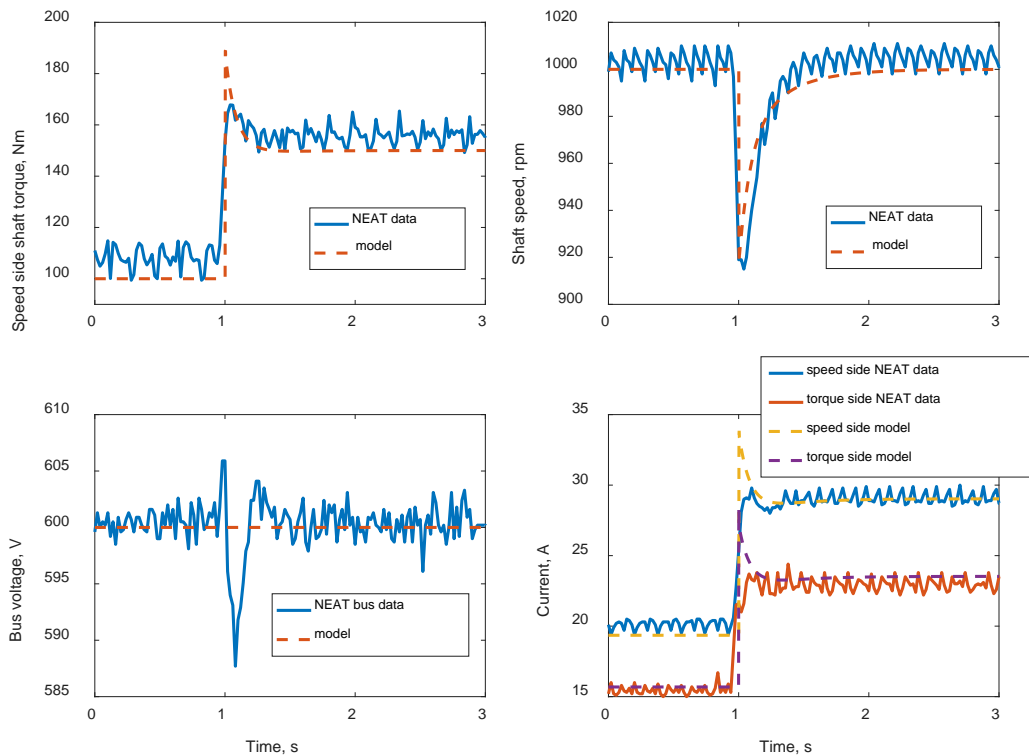 200
180
160
140
120
100
Speed side shaft torque, Nm
NEAT data
model
0 1 2 3
1020
1000
980
960
940
920
900
Shaft speed, rpm
NEAT data
model
0 1 2 3
610
605
600
595
590
585
Bus voltage, V
NEAT bus data
model
0 1 2 3
Time, s
speed side NEAT data
torque side NEAT data
speed side model
torque side model
35
30
25
20
15
Current, A
0 1 2 3
Time, s